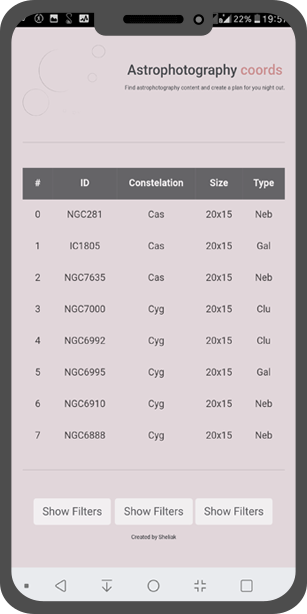 22% 19:57
Astrophotography coords
Find astrophotography content and create a plan for you night out.
# ID Constelation Size Type
0 NGC281 Cas 20x15 Neb
1 IC1805 Cas 20x15 Gal
2 NGC7635 Cas 20x15 Neb
3 NGC7000 Cyg 20x15 Clu
4 NGC6992 Cyg 20x15 Clu
5 NGC6995 Cyg 20x15 Gal
6 NGC6910 Cyg 20x15 Neb
7 NGC6888 Cyg 20x15 Neb
Show Filters Show Filters Show Filters
Created by Sheliak